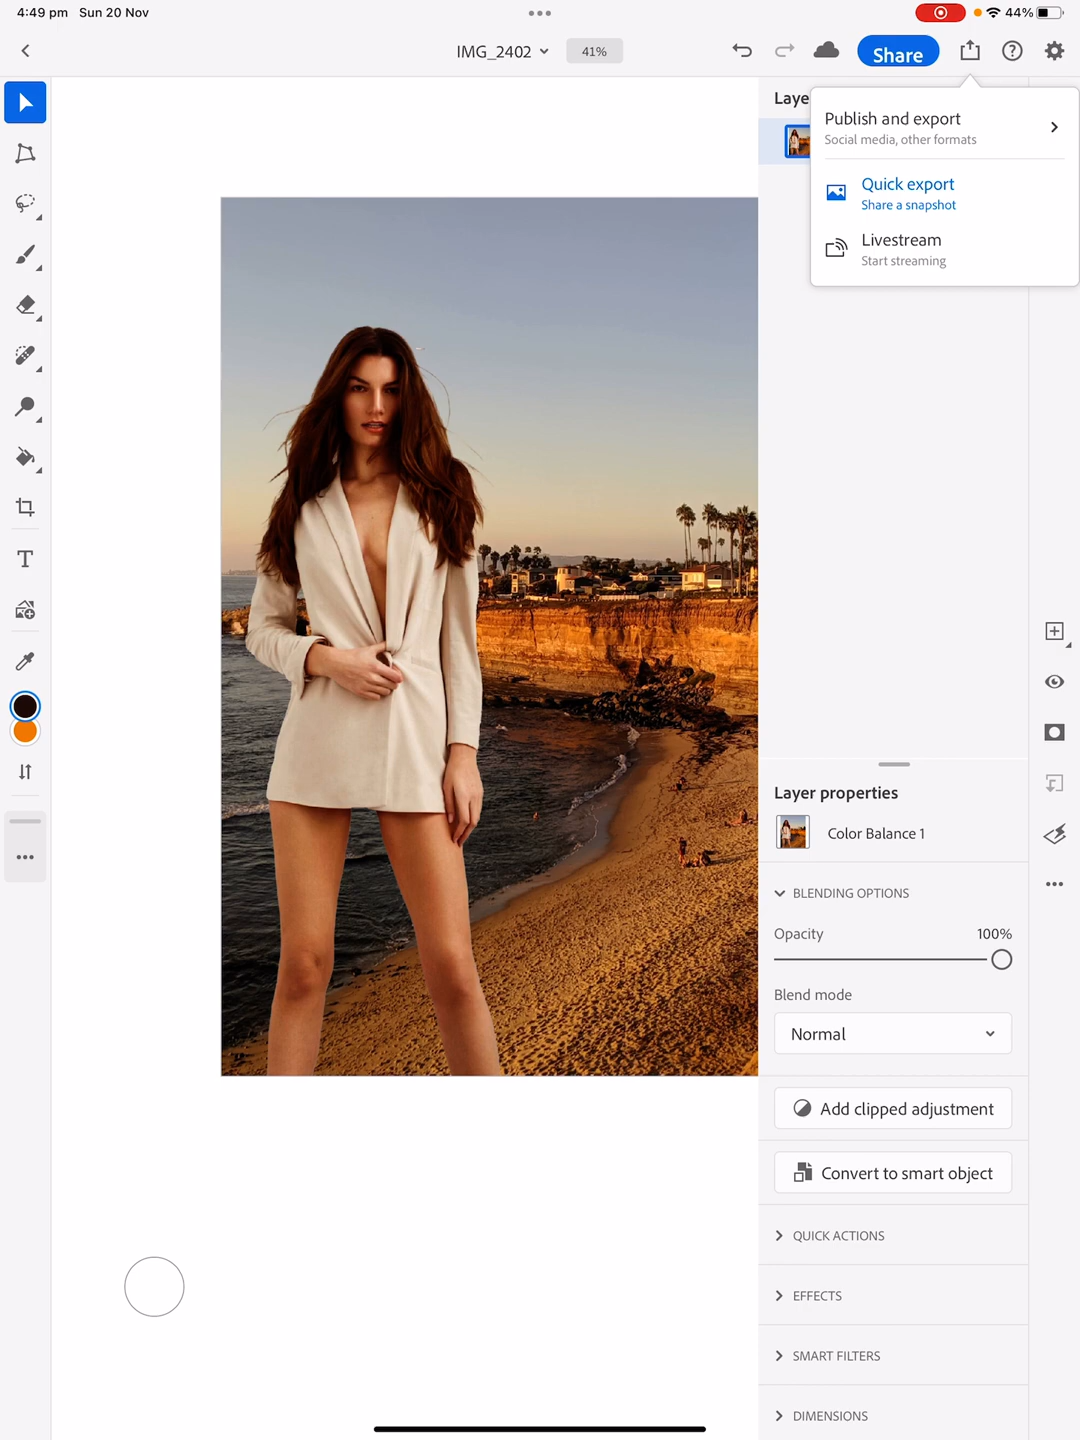 4:49 pm Sun 20 Nov
44%
IMG_2402
41%
Share
Laye
Publish and export
Social media, other formats
Quick export
Share a snapshot
Livestream
Start streaming
T
Layer properties
Color Balance 1
BLENDING OPTIONS
Opacity 100%
Blend mode
Normal
Add clipped adjustment
Convert to smart object
QUICK ACTIONS
EFFECTS
SMART FILTERS
DIMENSIONS